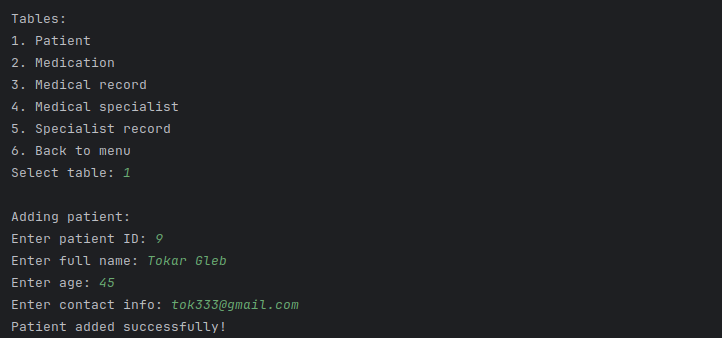 Tables:
1. Patient
2. Medication
3. Medical record
4. Medical specialist
5. Specialist record
6. Back to menu
Select table: 1
Adding patient:
Enter patient ID: 9
Enter full name: Tokar Gleb
Enter age: 45
Enter contact info: tok333@gmail.com
Patient added successfully!